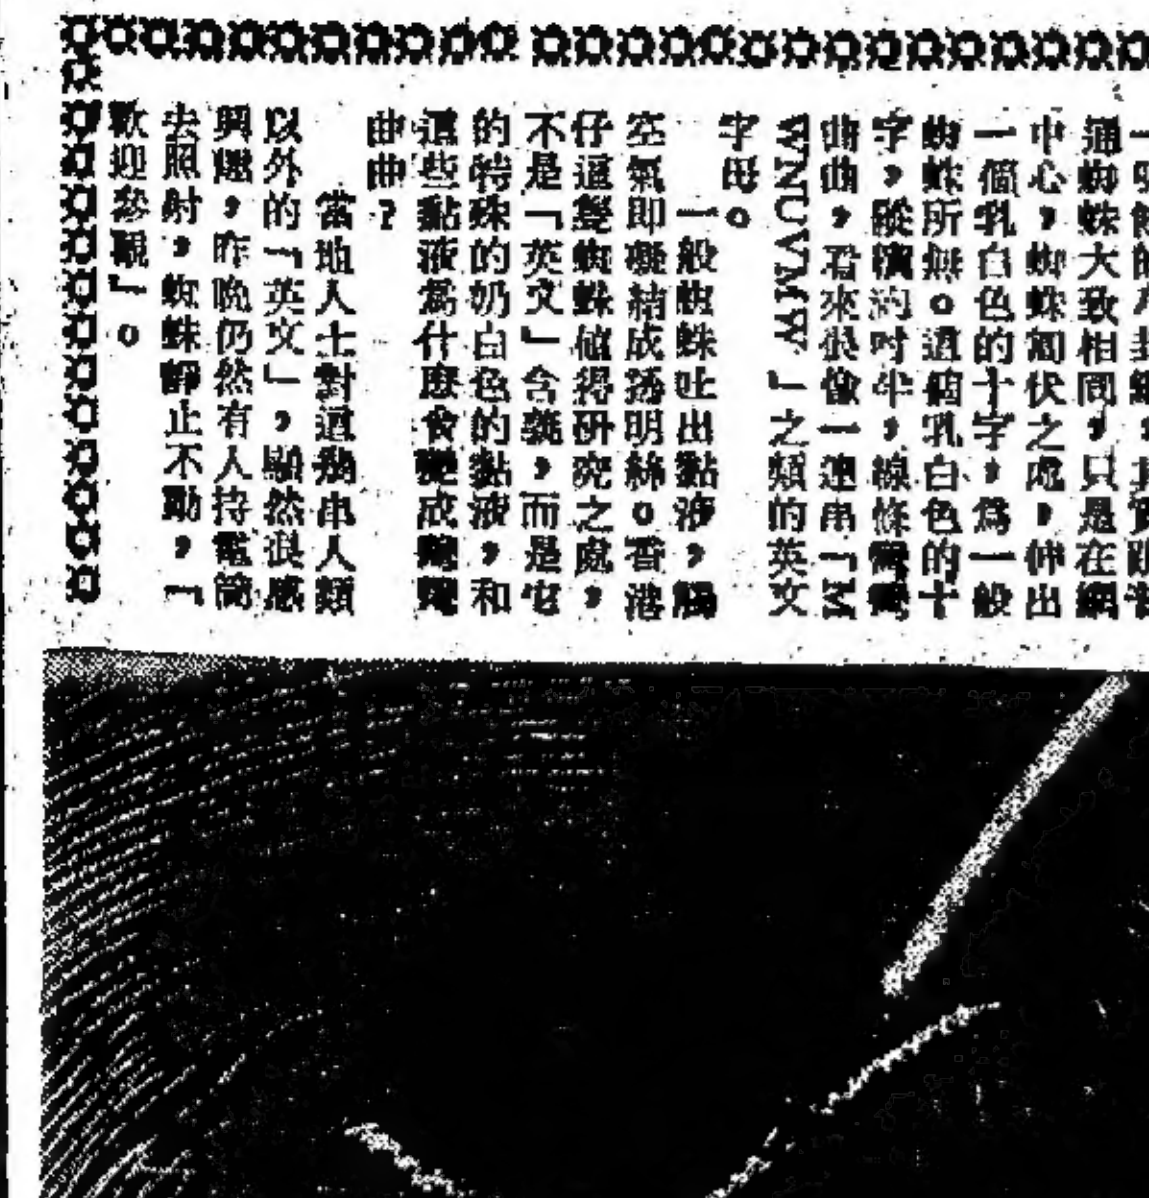 通蜘蛛大致相同，只是在網
中心，蜘蛛匍伏之處，伸出
一個乳白色的十字，為一般
蜘蛛所無。這個乳白色的十
字，縱橫約吋半，線條彎彎
曲曲，看來很像一連串「M
WNUVMW」之類的英文
字母。
一般蜘蛛吐出黏液，觸
空氣即凝結成透明絲。香港
仔這隻蜘蛛值得研究之處，
不是「英文」含義，而是它
的特殊的奶白色的黏液，和
這些黏液為什麼會變成彎彎
曲曲？
當地人士對這幾串人類
以外的「英文」，顯然很感
興趣，昨晚仍然有人持電筒
去照射，蜘蛛靜止不動，「
歡迎參觀」。